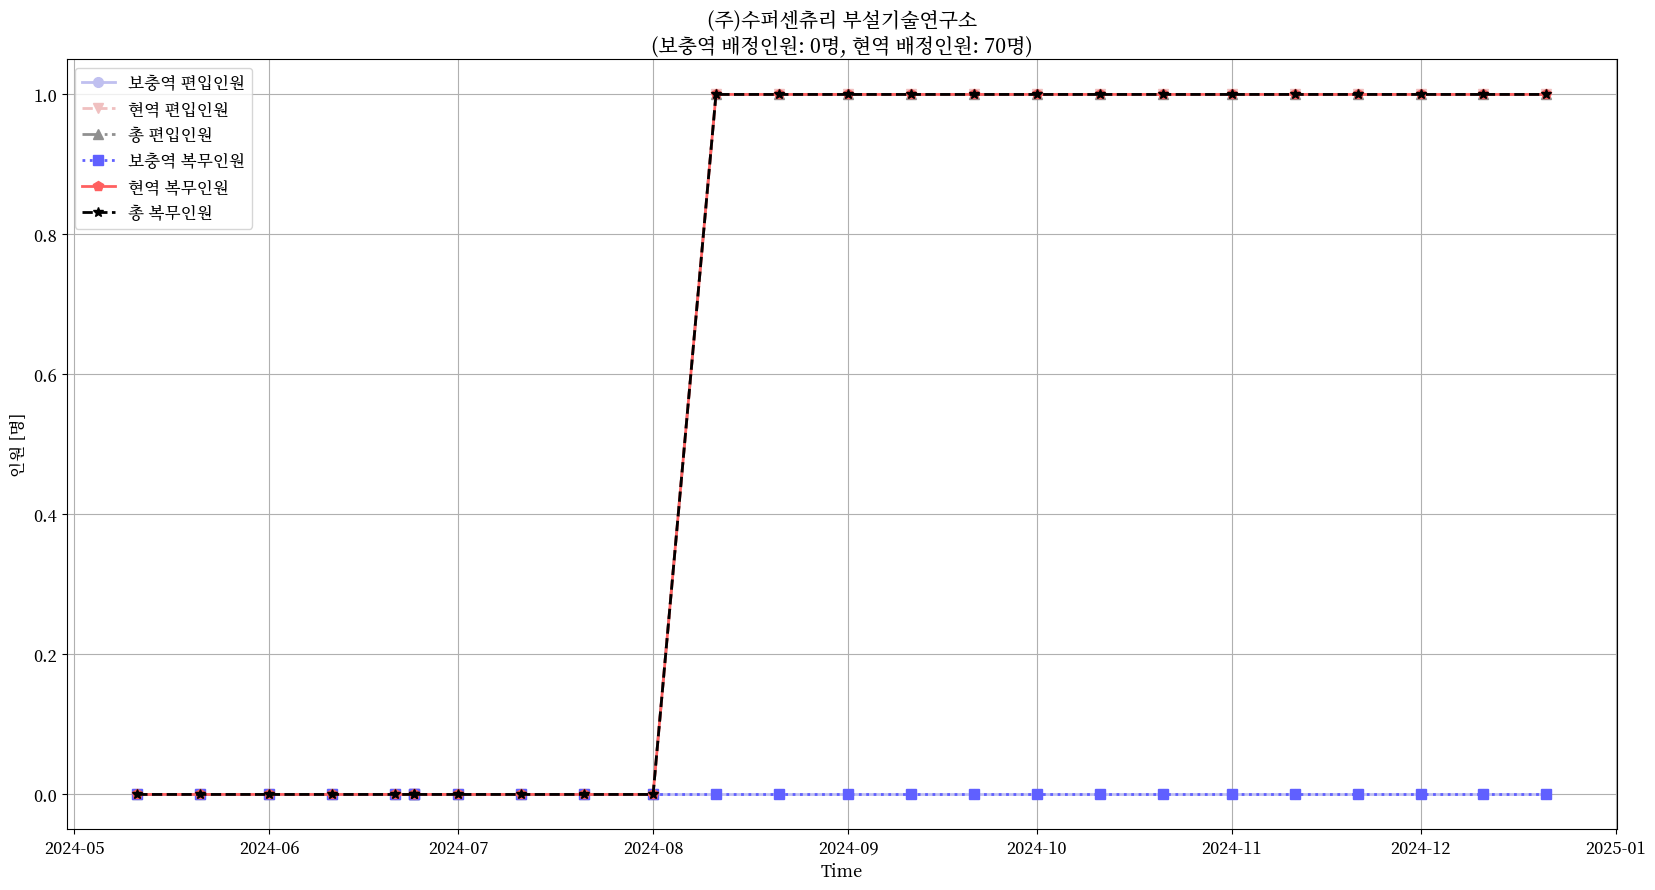 (주)수퍼센츄리 부설기술연구소
(보충역 배정인원: 0명, 현역 배정인원: 70명)
보충역 편입인원
현역 편입인원
총 편입인원
보충역 복무인원
현역 복무인원
총 복무인원
1.0
0.8
0.6
0.4
0.2
0.0
인원 [명]
2024-05
2024-06
2024-07
2024-08
2024-09
2024-10
2024-11
2024-12
2025-01
Time